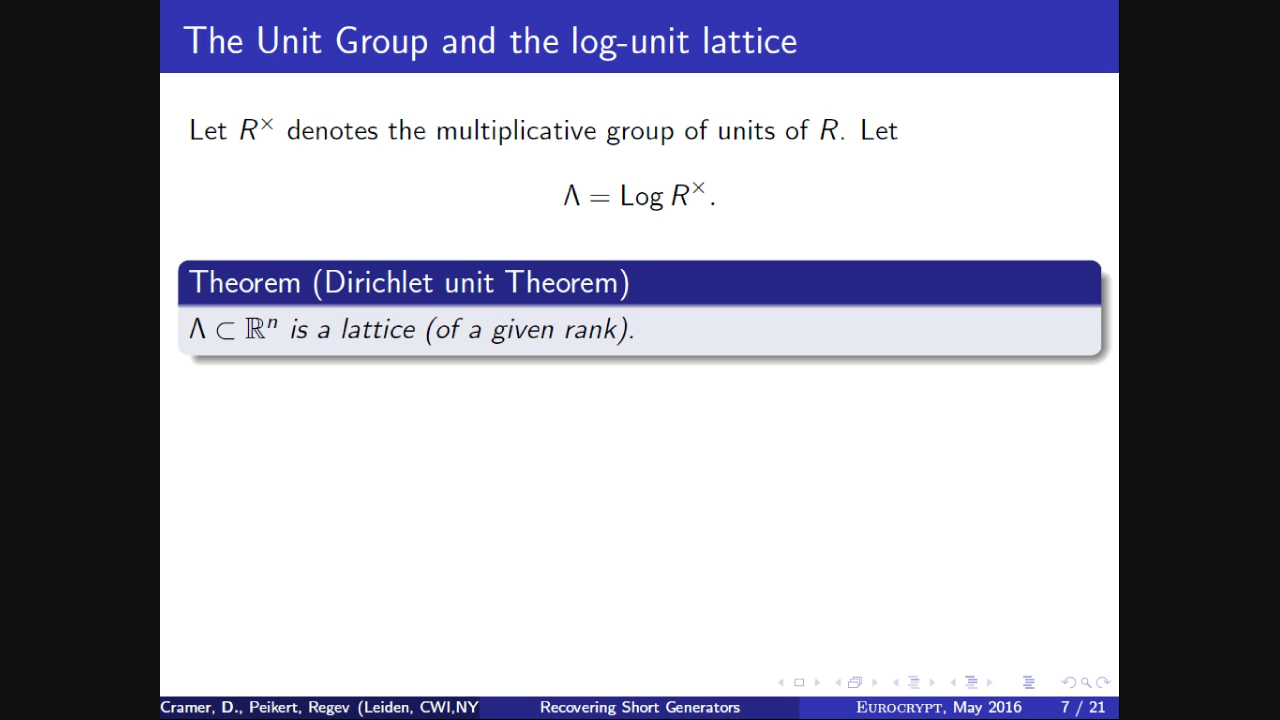 The Unit Group and the log-unit lattice
Let R× denotes the multiplicative group of units of R. Let
Λ = Log R×.
Theorem (Dirichlet unit Theorem)
Λ ⊂ ℝⁿ is a lattice (of a given rank).
Cramer, D., Peikert, Regev (Leiden, CWI,NY Recovering Short Generators EUROCRYPT, May 2016 7 / 21